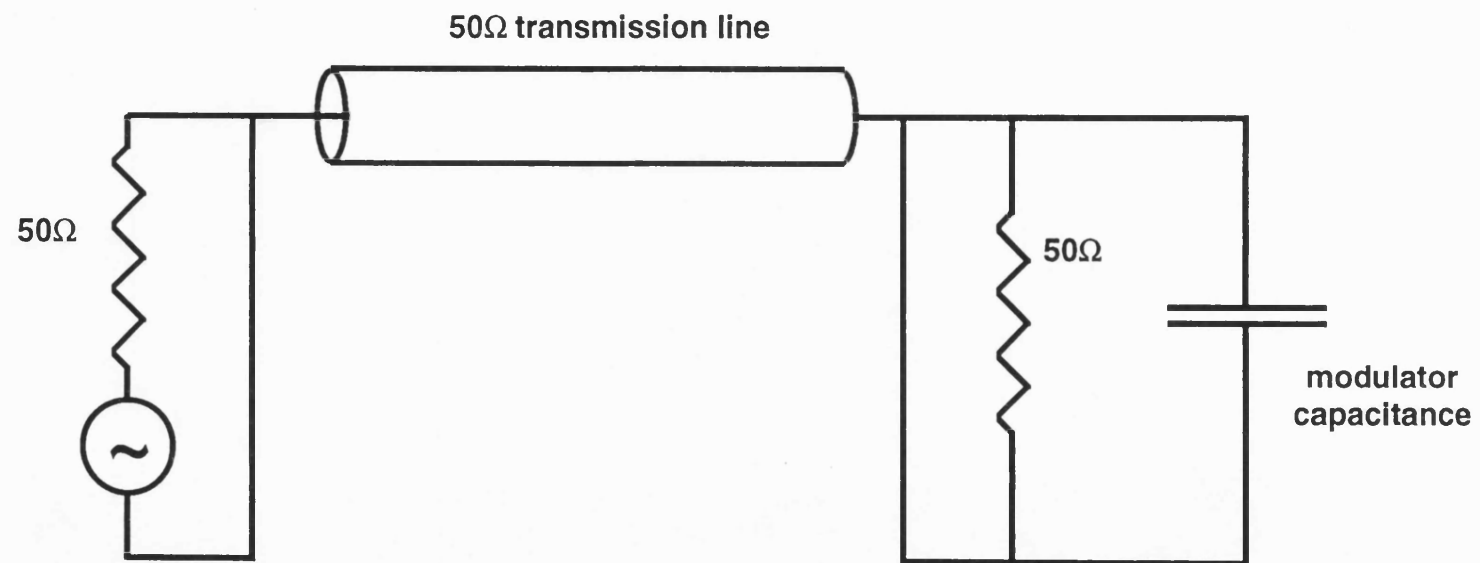 50Ω transmission line
50Ω
50Ω
~
modulator
capacitance